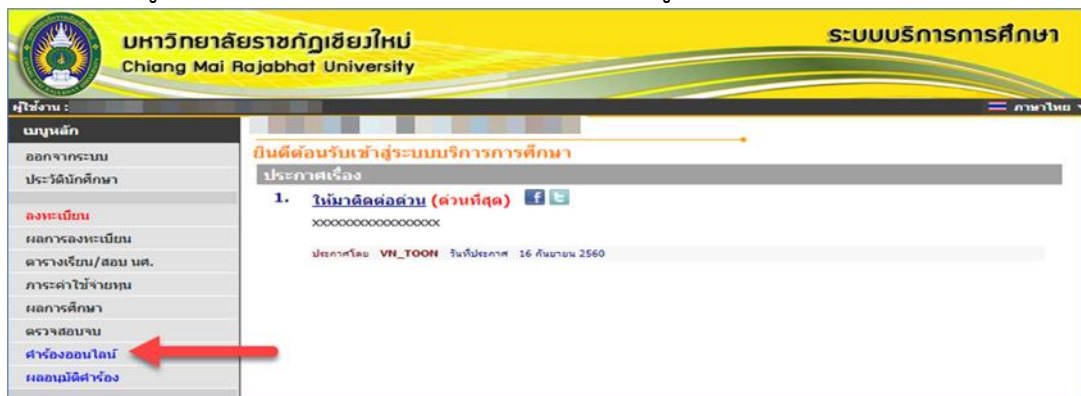 มหาวิทยาลัยราชภัฏเชียงใหม่
Chiang Mai Rajabhat University
ระบบบริการการศึกษา
ผู้ใช้งาน :
ภาษาไทย
เมนูหลัก
ออกจากระบบ
ประวัตินักศึกษา
ลงทะเบียน
ผลการลงทะเบียน
ตารางเรียน/สอบ นศ.
ภาระค่าใช้จ่ายทุน
ผลการศึกษา
ตรวจสอบจบ
คำร้องออนไลน์
ผลอนุมัติคำร้อง
ยินดีต้อนรับเข้าสู่ระบบบริการการศึกษา
ประกาศเรื่อง
1. ให้มาติดต่อด่วน (ด่วนที่สุด)
xxxxxxxxxxxxxxxxxx
ประกาศโดย VN_TOON วันที่ประกาศ 16 กันยายน 2560